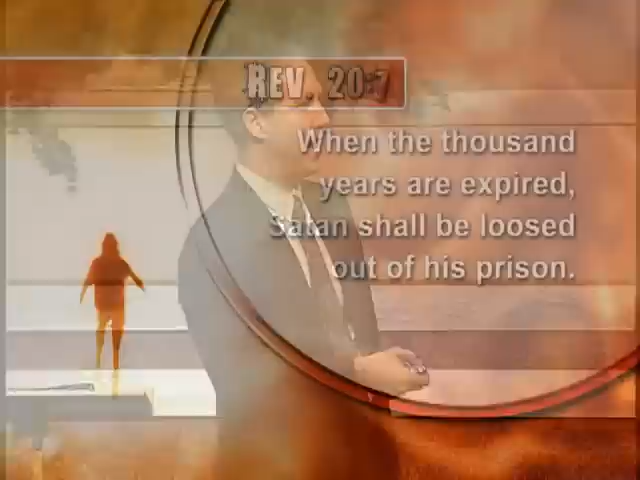 REV. 20:7
When the thousand
years are expired,
Satan shall be loosed
out of his prison.